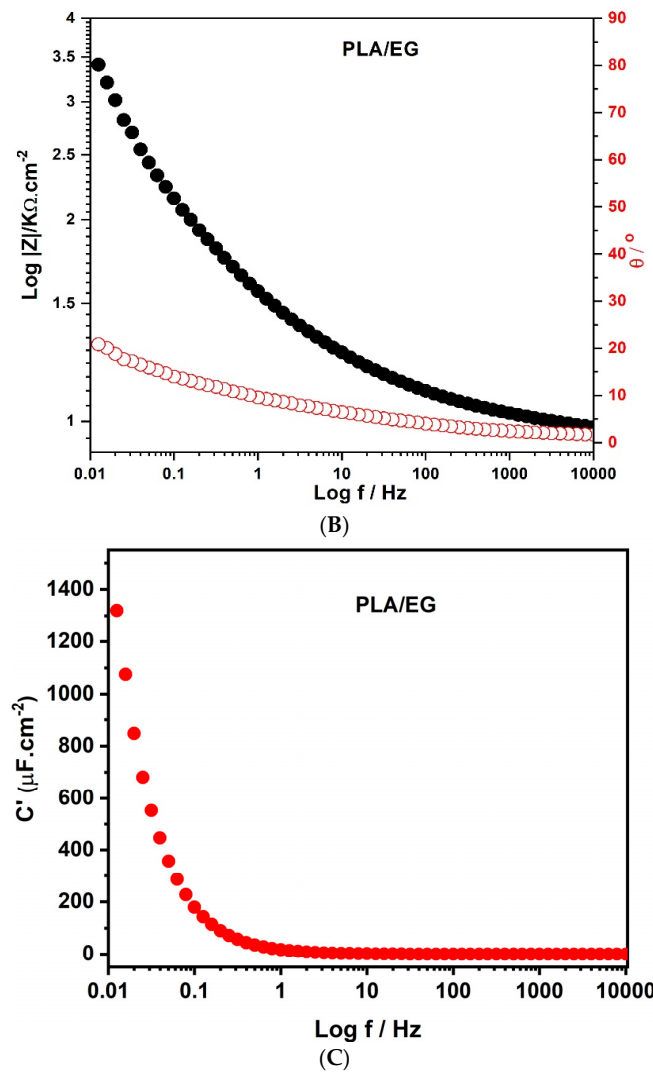 4
3.5
3
2.5
2
1.5
1
Log |Z|/KΩ.cm⁻²
PLA/EG
90
80
70
60
50
40
30
20
10
0
θ / °
0.01 0.1 1 10 100 1000 10000
Log f / Hz
(B)
1400
1200
1000
800
600
400
200
0
C' (μF.cm⁻²)
PLA/EG
0.01 0.1 1 10 100 1000 10000
Log f / Hz
(C)